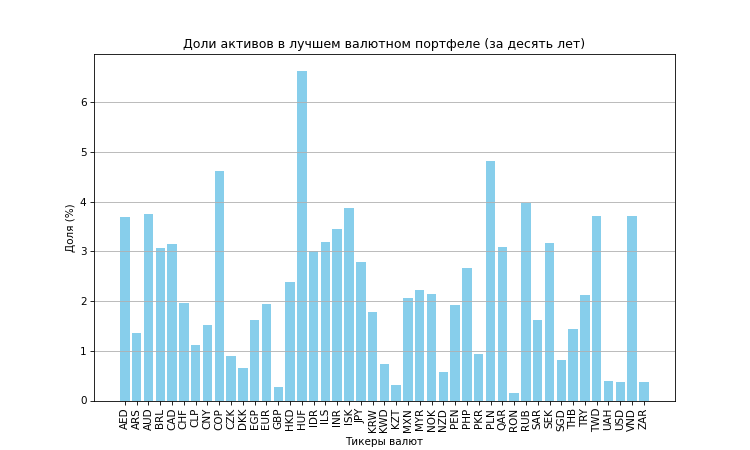 Доли активов в лучшем валютном портфеле (за десять лет)
Доля (%)
6
5
4
3
2
1
0
AED ARS AUD BRL CAD CHF CLP CNY COP CZK DKK EGP EUR GBP HKD HUF IDR ILS INR ISK JPY KRW KWD KZT MXN MYR NOK NZD PEN PHP PKR PLN QAR RON RUB SAR SEK SGD THB TRY TWD UAH USD VND ZAR
Тикеры валют